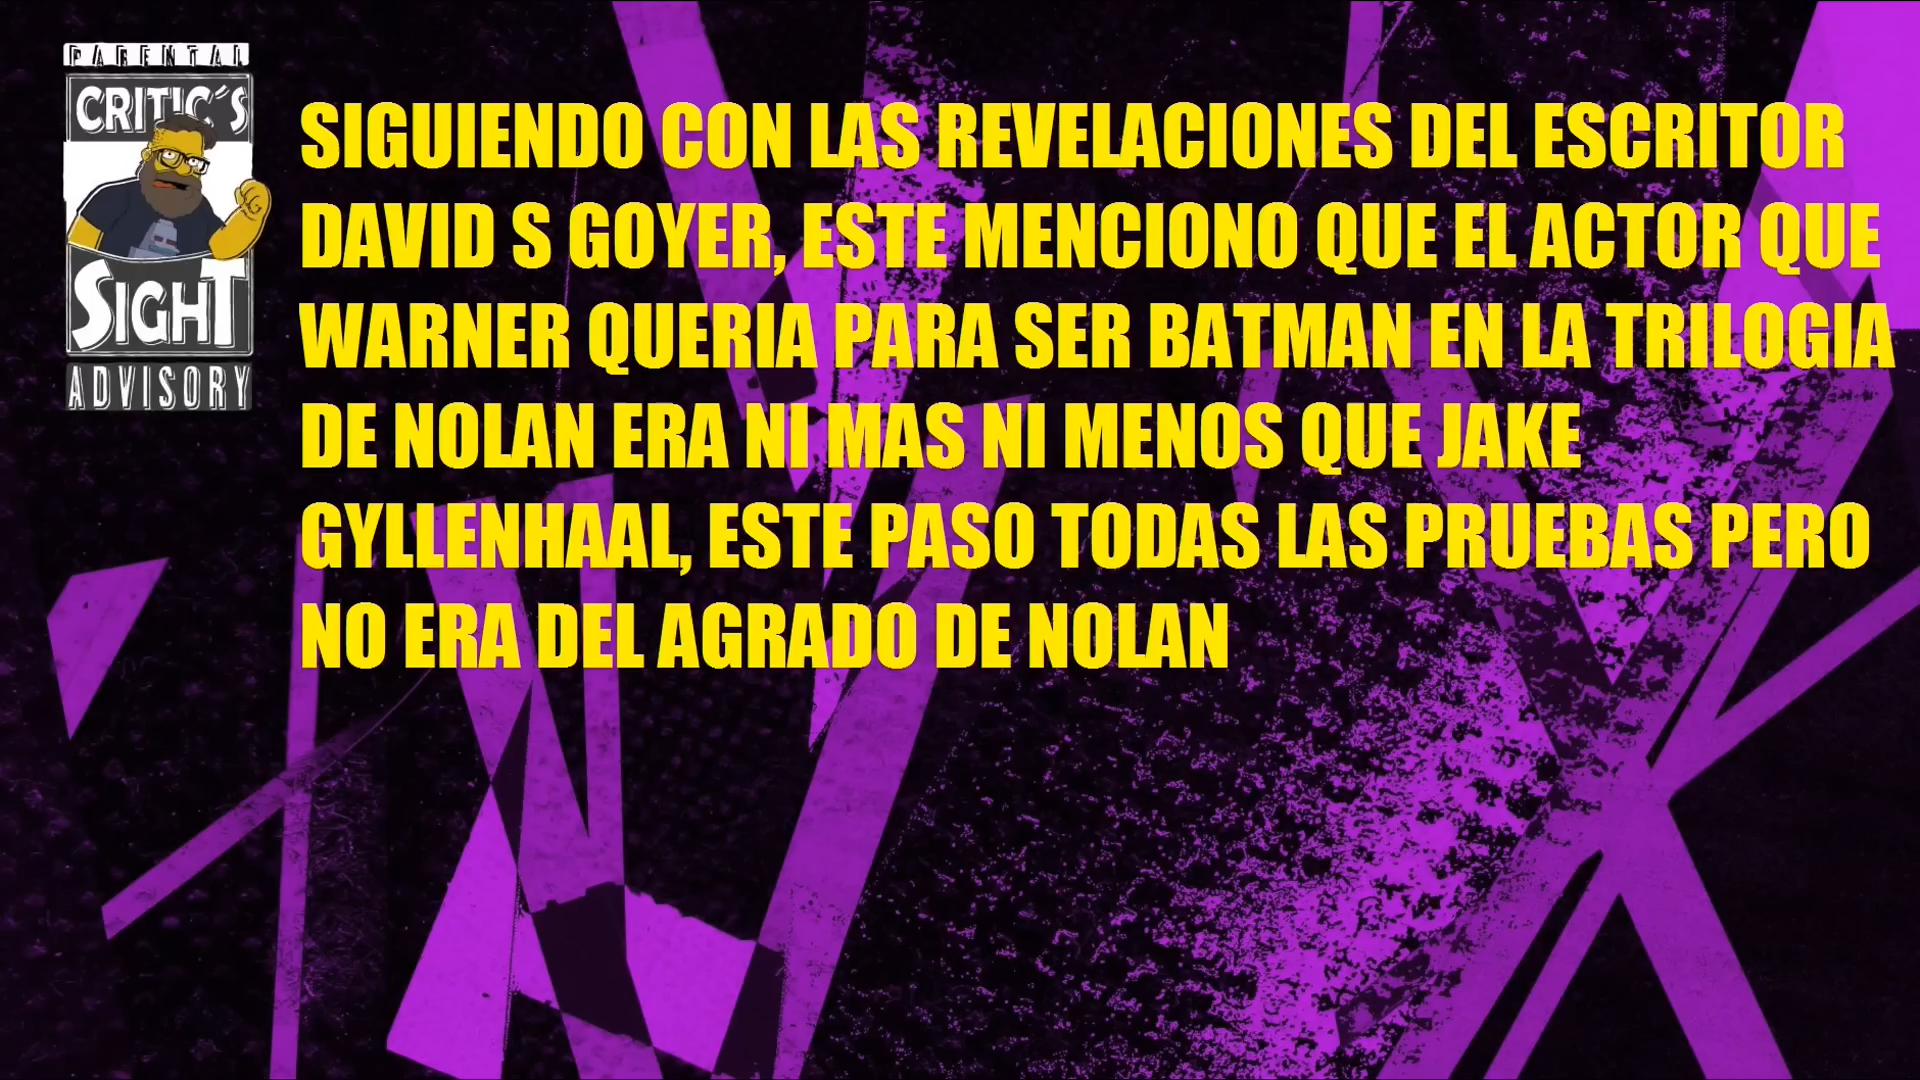 PARENTAL
CRITIC´S
SIGHT
ADVISORY
SIGUIENDO CON LAS REVELACIONES DEL ESCRITOR
DAVID S GOYER, ESTE MENCIONO QUE EL ACTOR QUE
WARNER QUERIA PARA SER BATMAN EN LA TRILOGIA
DE NOLAN ERA NI MAS NI MENOS QUE JAKE
GYLLENHAAL, ESTE PASO TODAS LAS PRUEBAS PERO
NO ERA DEL AGRADO DE NOLAN